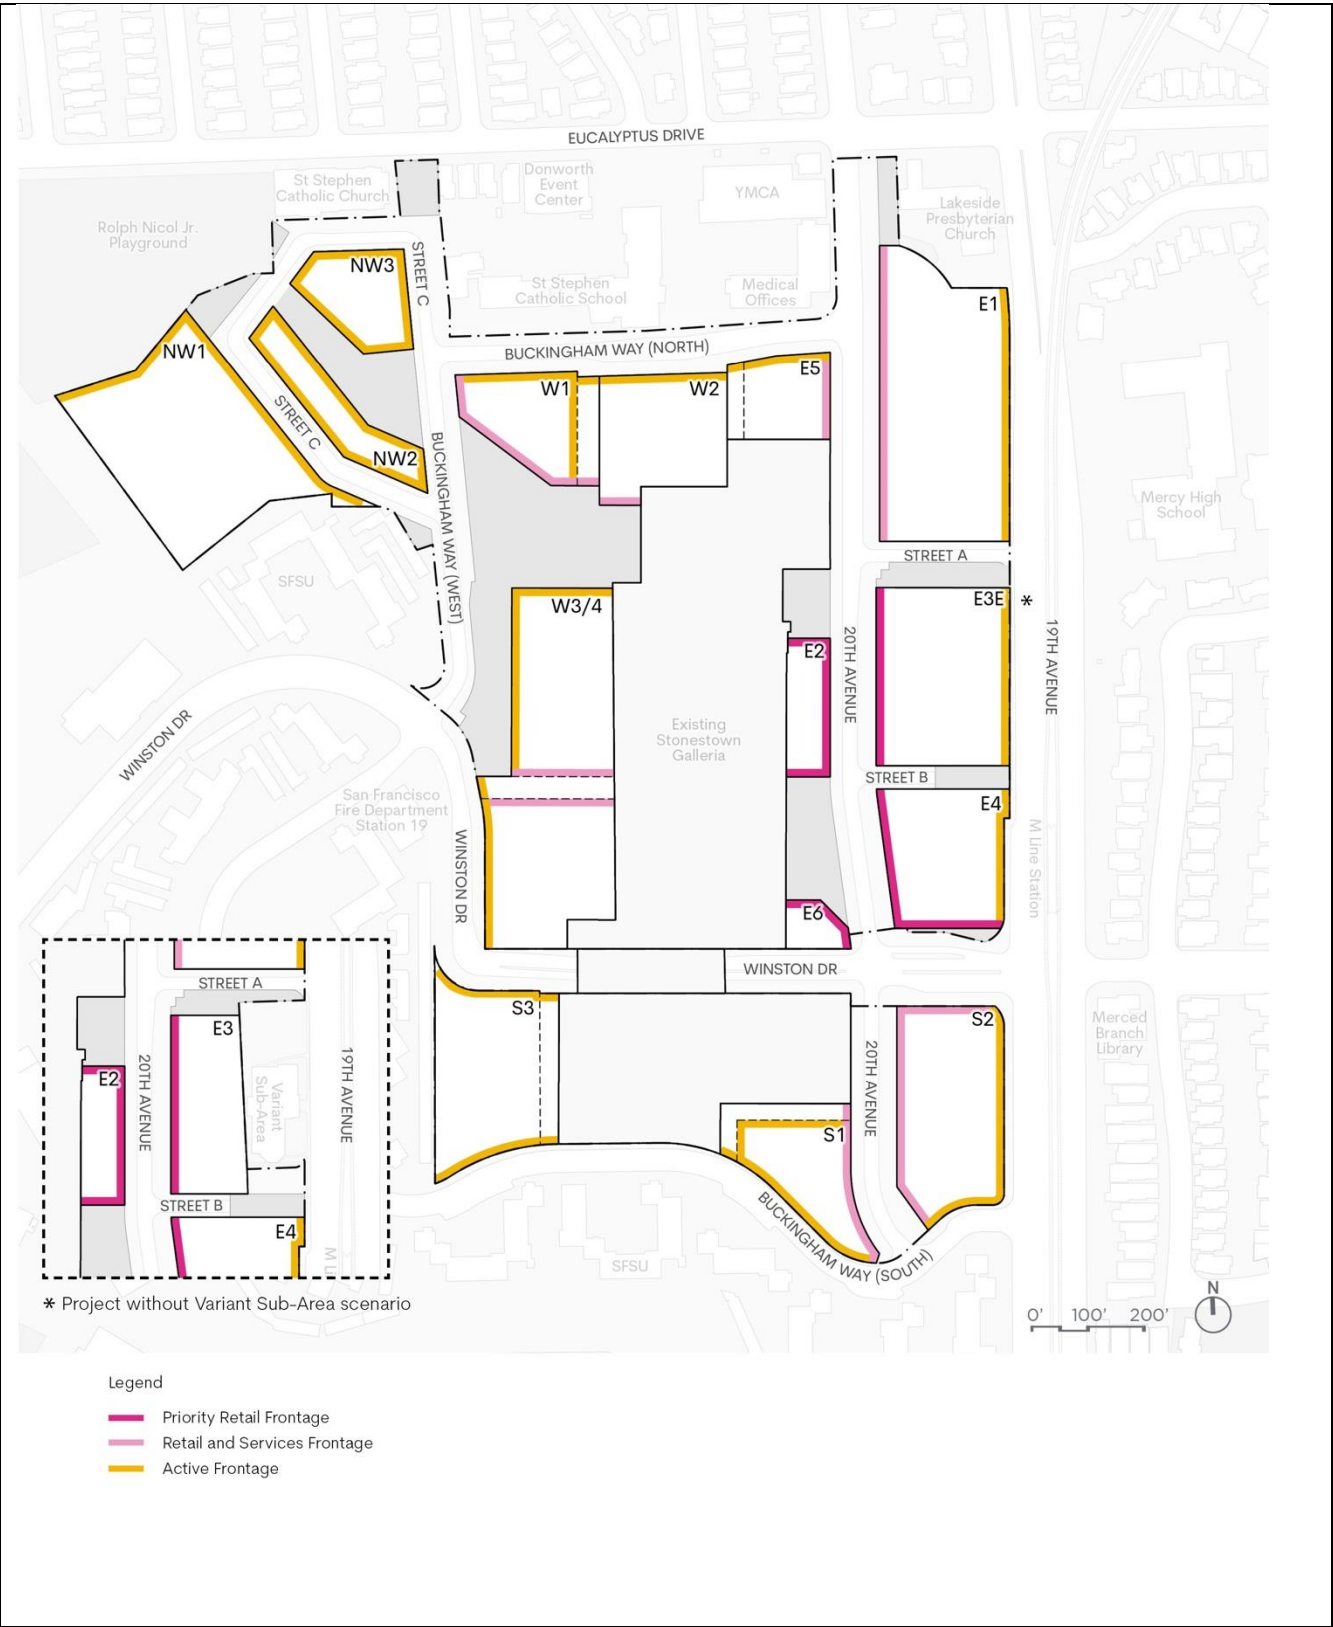 EUCALYPTUS DRIVE
St Stephen
Catholic Church
Donworth
Event
Center
YMCA
Lakeside
Presbyterian
Church
Rolph Nicol Jr.
Playground
NW3
STREET C
St Stephen
Catholic School
Medical
Offices
E1
NW1
BUCKINGHAM WAY (NORTH)
E5
W1
W2
STREET C
NW2
BUCKINGHAM WAY (WEST)
Mercy High
School
STREET A
SFSU
W3/4
E3E
*
E2
20TH AVENUE
19TH AVENUE
Existing
Stonestown
Galleria
WINSTON DR
STREET B
San Francisco
Fire Department
Station 19
E4
WINSTON DR
M Line Station
E6
WINSTON DR
S3
S2
Merced
Branch
Library
20TH AVENUE
S1
BUCKINGHAM WAY (SOUTH)
SFSU
STREET A
E3
E2
20TH AVENUE
Variant
Sub-Area
19TH AVENUE
STREET B
E4
M Li
* Project without Variant Sub-Area scenario
N
0' 100' 200'
Legend
Priority Retail Frontage
Retail and Services Frontage
Active Frontage